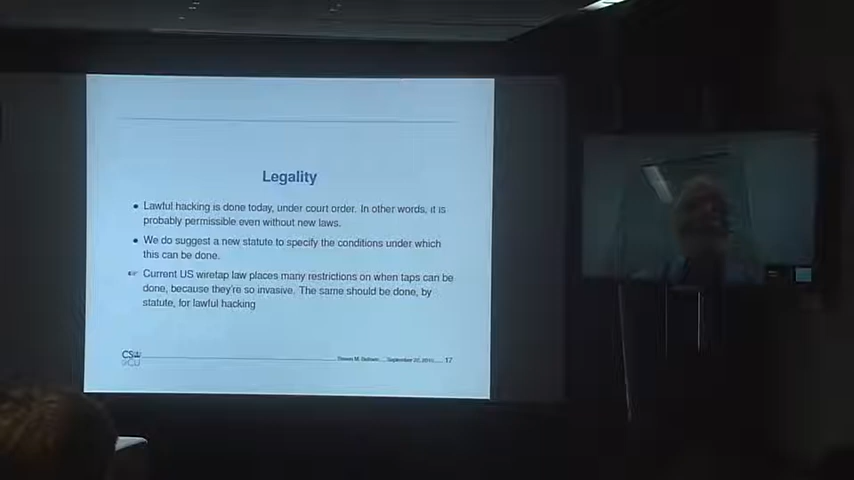 Legality
• Lawful hacking is done today, under court order. In other words, it is
probably permissible even without new laws.
• We do suggest a new statute to specify the conditions under which
this can be done.
☞ Current US wiretap law places many restrictions on when taps can be
done, because they're so invasive. The same should be done, by
statute, for lawful hacking
CS
@CU
Steven M. September 17